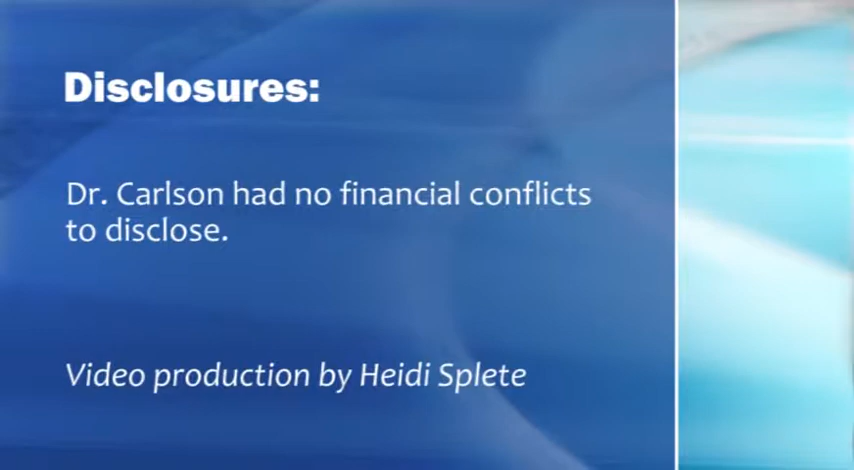 Disclosures:
Dr. Carlson had no financial conflicts
to disclose.
Video production by Heidi Splete